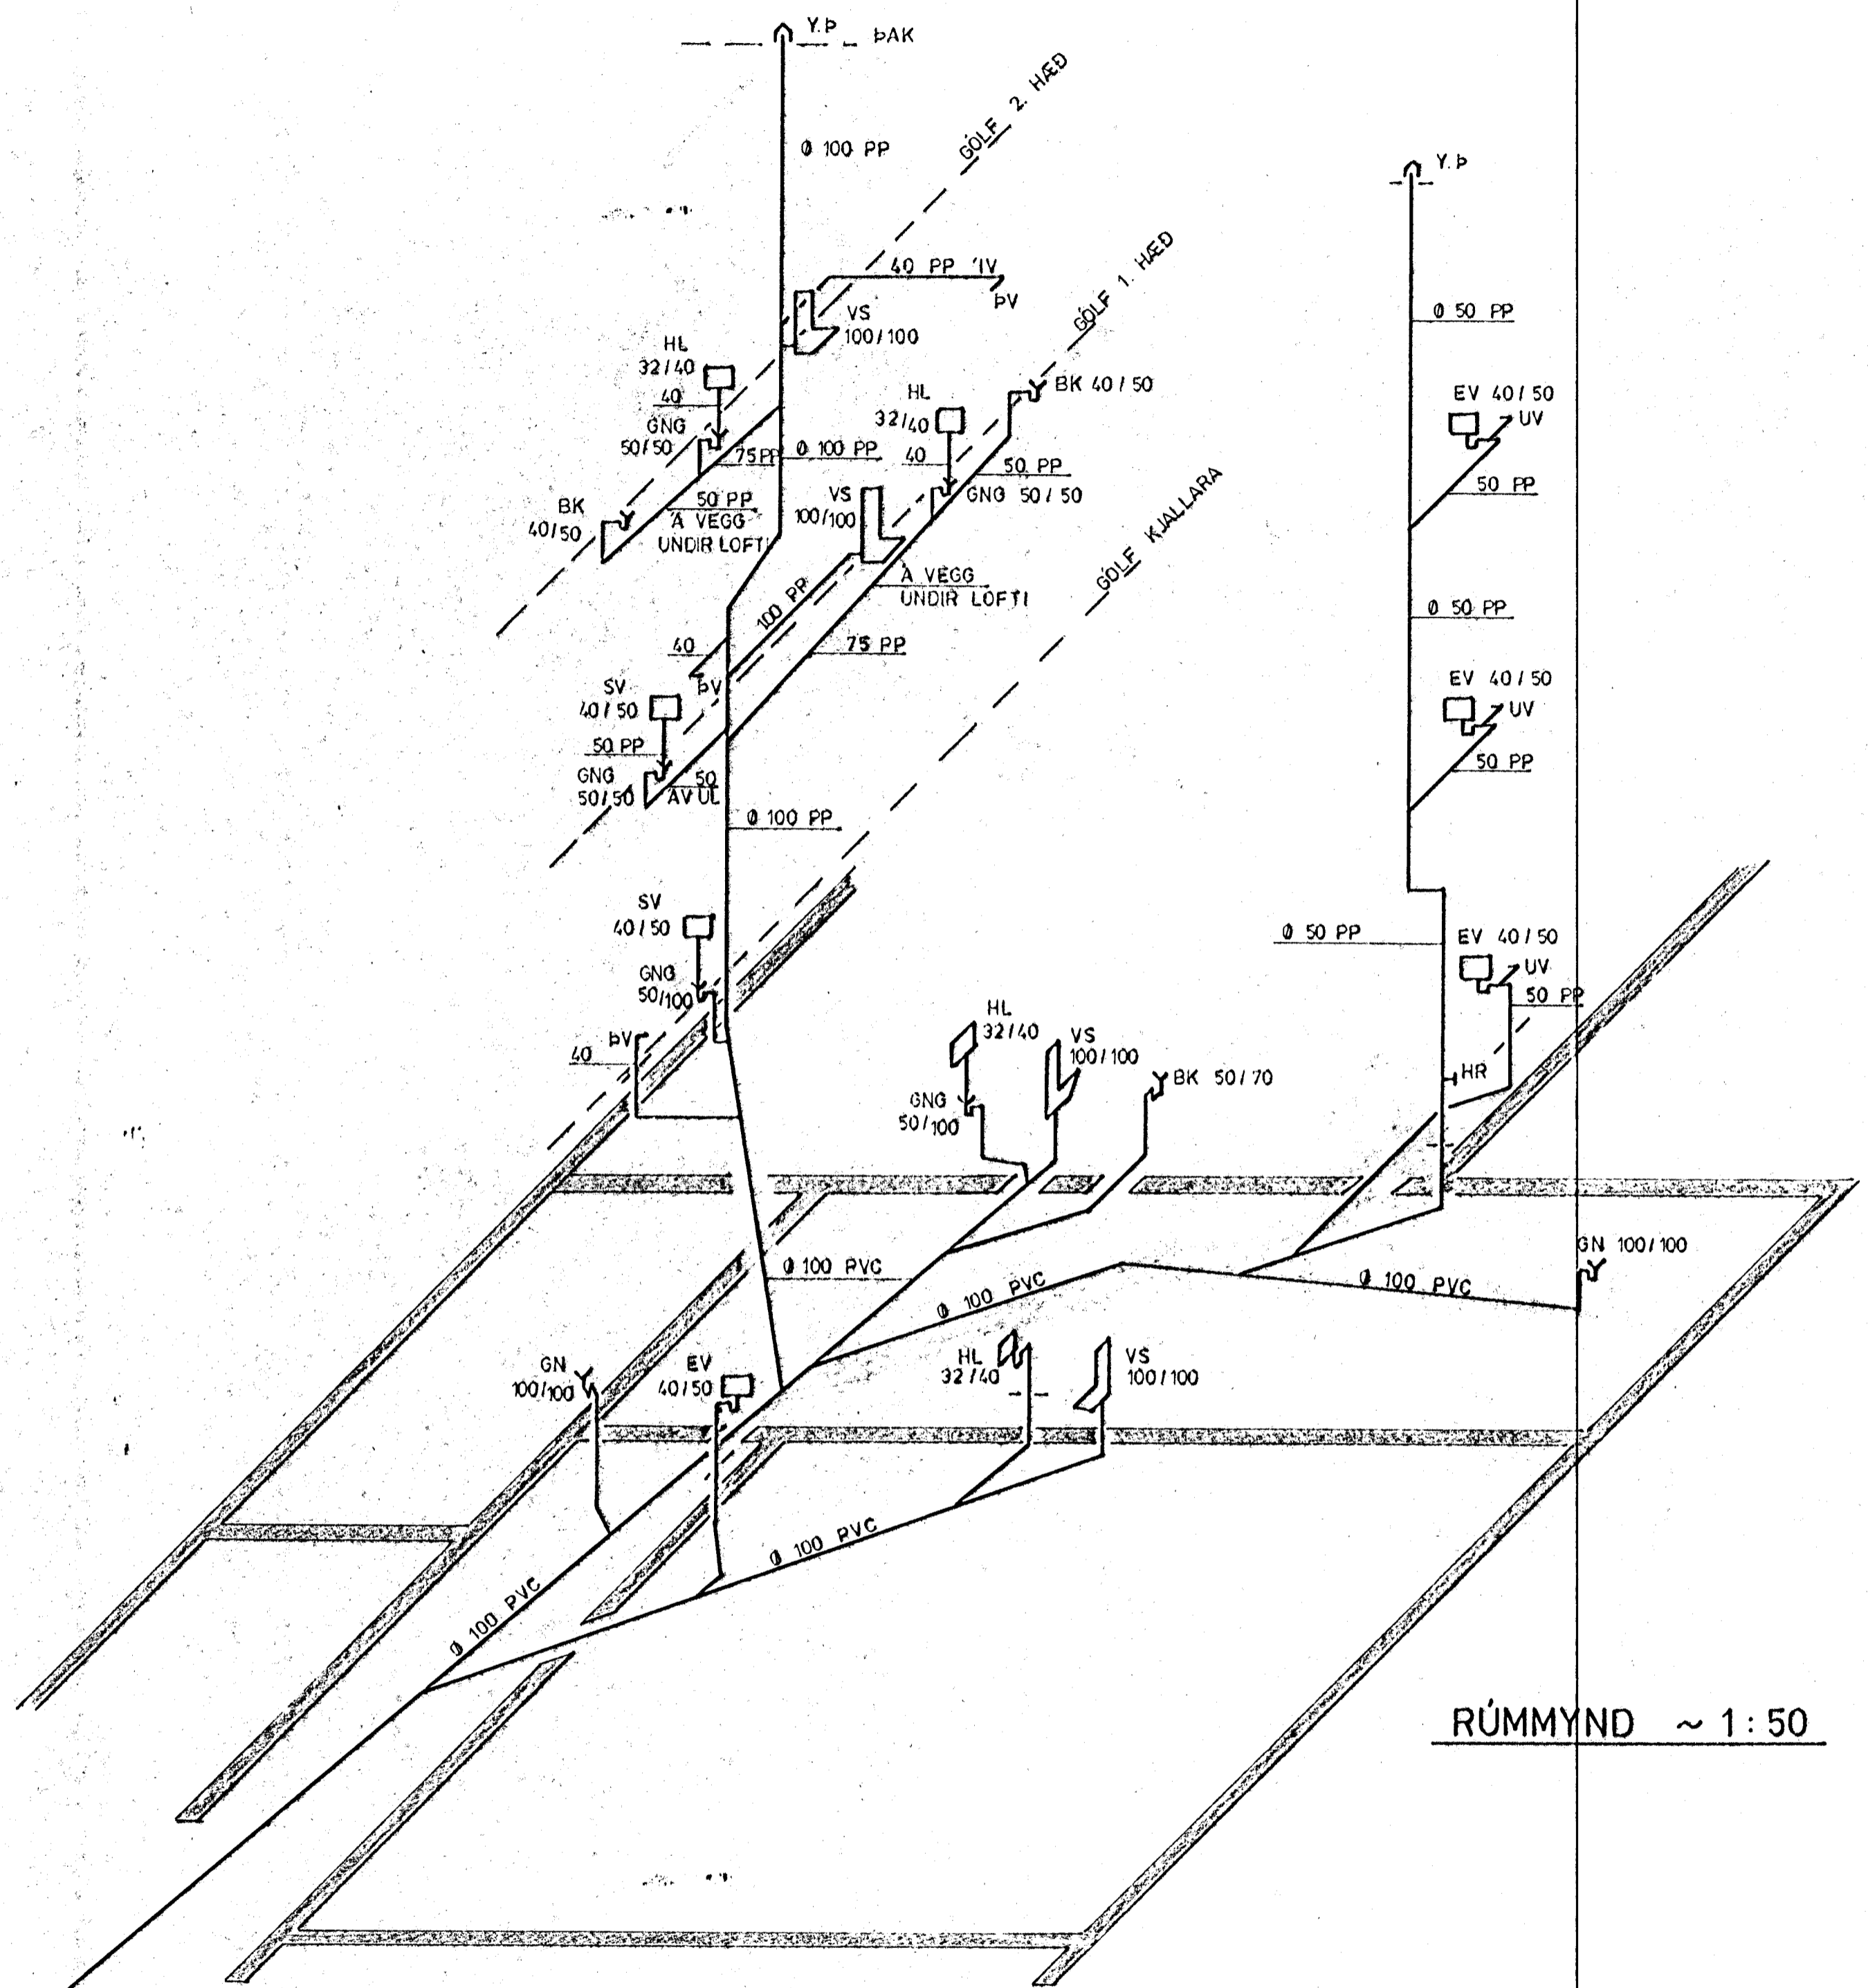 Y.Þ
ÞAK
Ø 100 PP
GÓLF 2. HÆÐ
Y.Þ
40 PP ÍV
ÞV
GÓLF 1. HÆÐ
VS
100/100
Ø 50 PP
HL
32/40
40
GNG
50/50
75 PP
Ø 100 PP
HL
32/40
40
BK 40/50
50 PP
GNG 50/50
EV 40/50
UV
50 PP
BK
40/50
50 PP
Á VEGG
UNDIR LOFTI
VS
100/100
GÓLF KJALLARA
Á VEGG
UNDIR LOFTI
100 PP
Ø 50 PP
40
ÞV
75 PP
SV
40/50
50 PP
GNG
50/50
50
ÁV UL
EV 40/50
UV
50 PP
Ø 100 PP
SV
40/50
GNG
50/100
Ø 50 PP
EV 40/50
UV
50 PP
ÞV
40
HL
32/40
VS
100/100
BK 50/70
GNG
50/100
HR
Ø 100 PVC
Ø 100 PVC
Ø 100 PVC
GN 100/100
GN
100/100
EV
40/50
HL
32/40
VS
100/100
Ø 100 PVC
Ø 100 PVC
RÚMMYND ~ 1:50